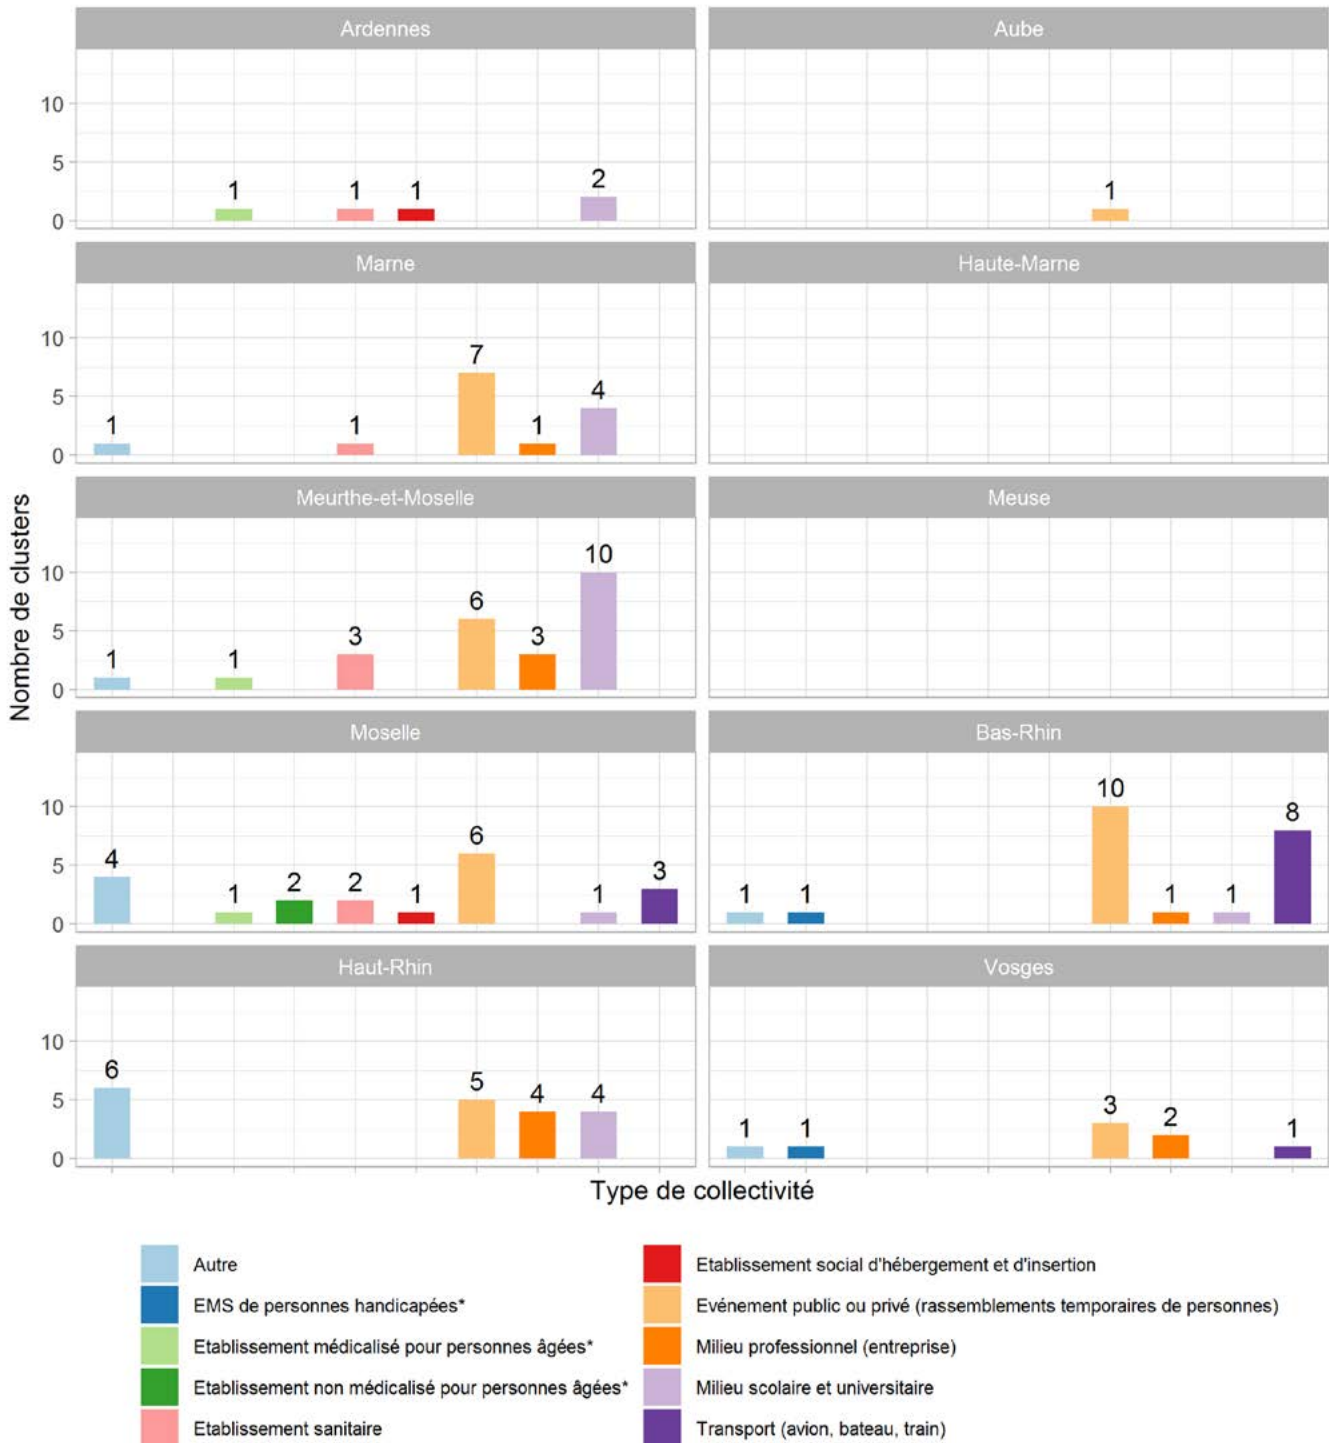 Ardennes
Aube
10
5
0
1
1
1
2
1
Marne
Haute-Marne
10
5
0
1
1
7
1
4
Nombre de clusters
Meurthe-et-Moselle
Meuse
10
5
0
1
1
3
6
3
10
Moselle
Bas-Rhin
10
5
0
4
1
2
2
1
6
1
3
1
1
10
1
1
8
Haut-Rhin
Vosges
10
5
0
6
5
4
4
1
1
3
2
1
Type de collectivité
Autre
EMS de personnes handicapées*
Etablissement médicalisé pour personnes âgées*
Etablissement non médicalisé pour personnes âgées*
Etablissement sanitaire
Etablissement social d'hébergement et d'insertion
Evénement public ou privé (rassemblements temporaires de personnes)
Milieu professionnel (entreprise)
Milieu scolaire et universitaire
Transport (avion, bateau, train)